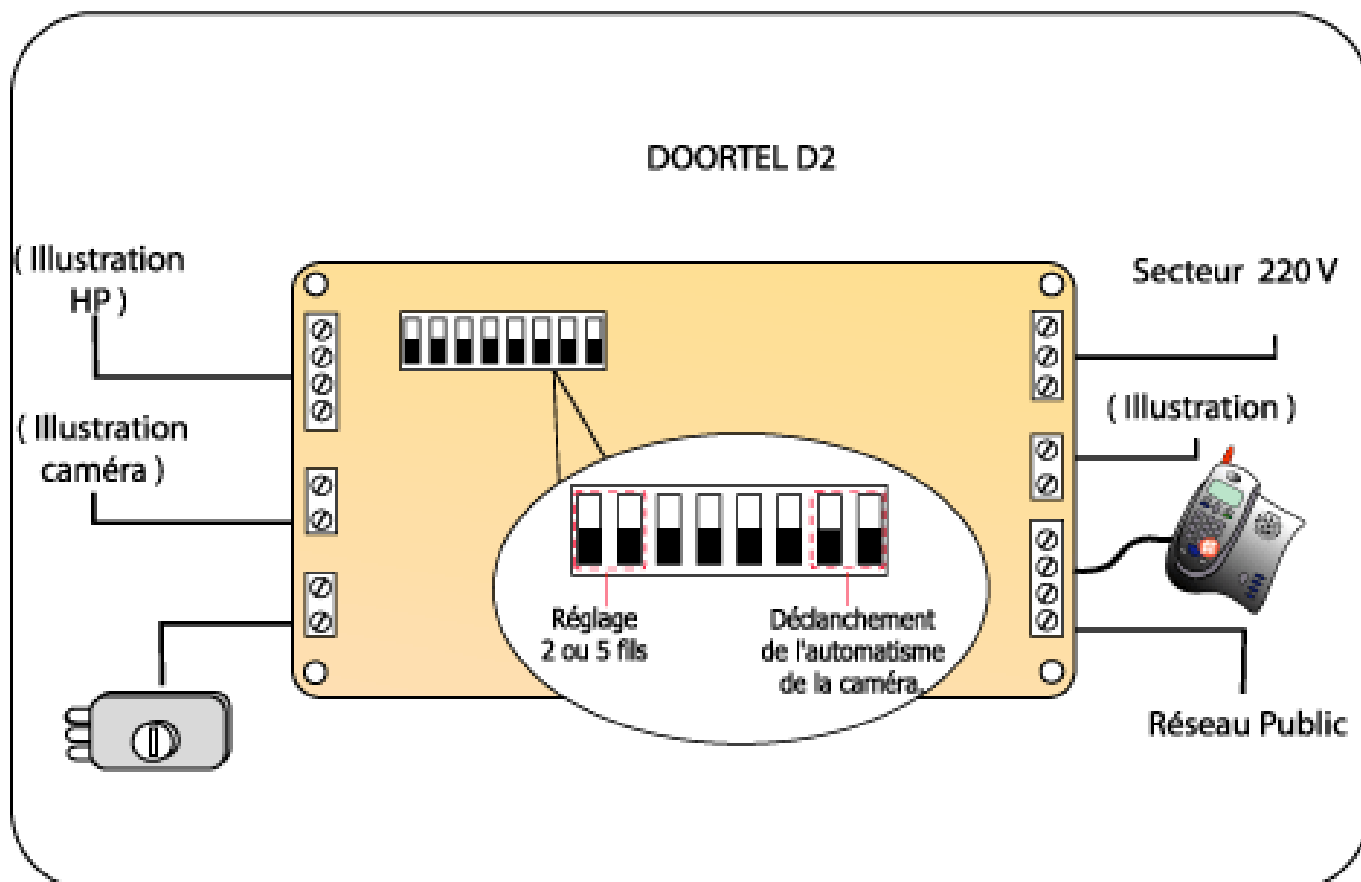 DOORTEL D2
( Illustration
HP )
Secteur 220 V
( Illustration )
( Illustration
caméra )
Réglage
2 ou 5 fils
Déclanchement
de l'automatisme
de la caméra.
Réseau Public